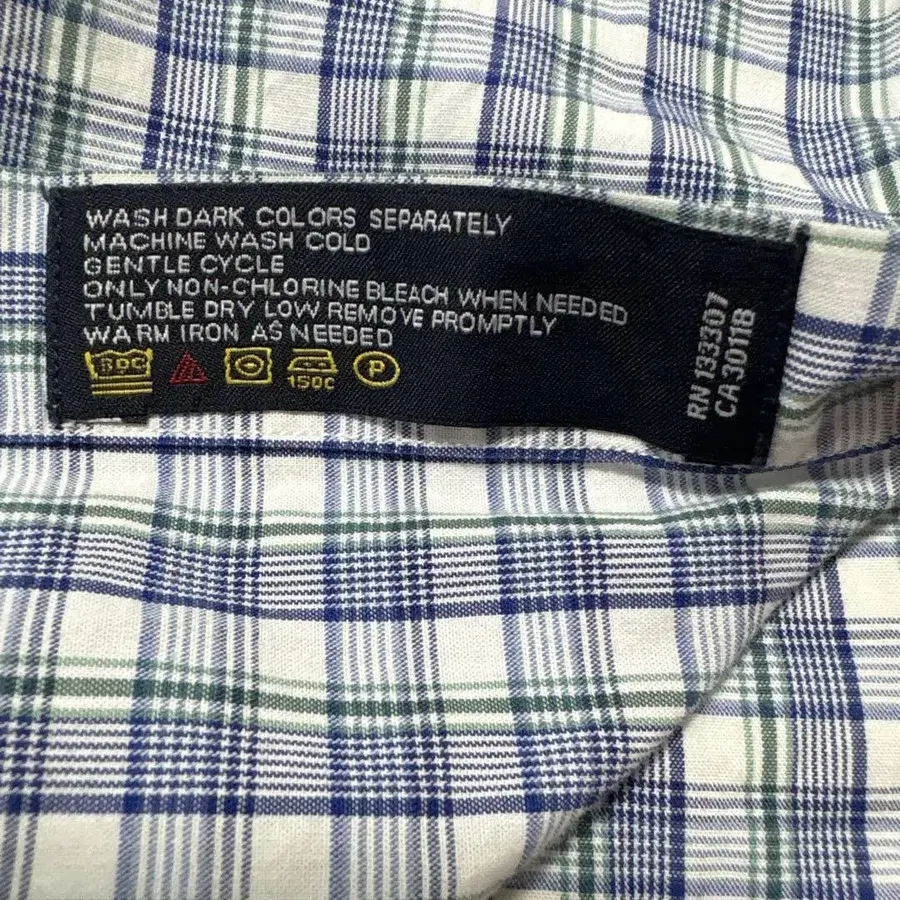 WASH DARK COLORS SEPARATELY
MACHINE WASH COLD
GENTLE CYCLE
ONLY NON-CHLORINE BLEACH WHEN NEEDED
TUMBLE DRY LOW REMOVE PROMPTLY
WARM IRON AS NEEDED
30C
150C
P
RN 133307
CA 30118